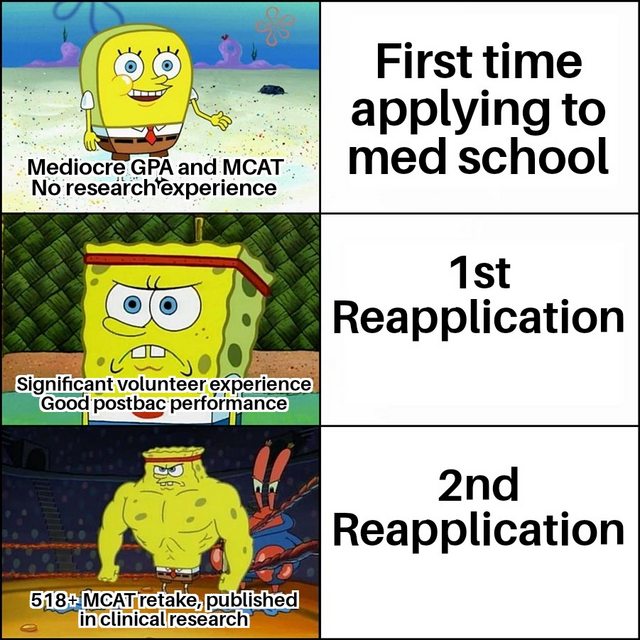 Mediocre GPA and MCAT
No research experience
First time
applying to
med school
Significant volunteer experience
Good postbac performance
1st
Reapplication
518+ MCAT retake, published
in clinical research
2nd
Reapplication